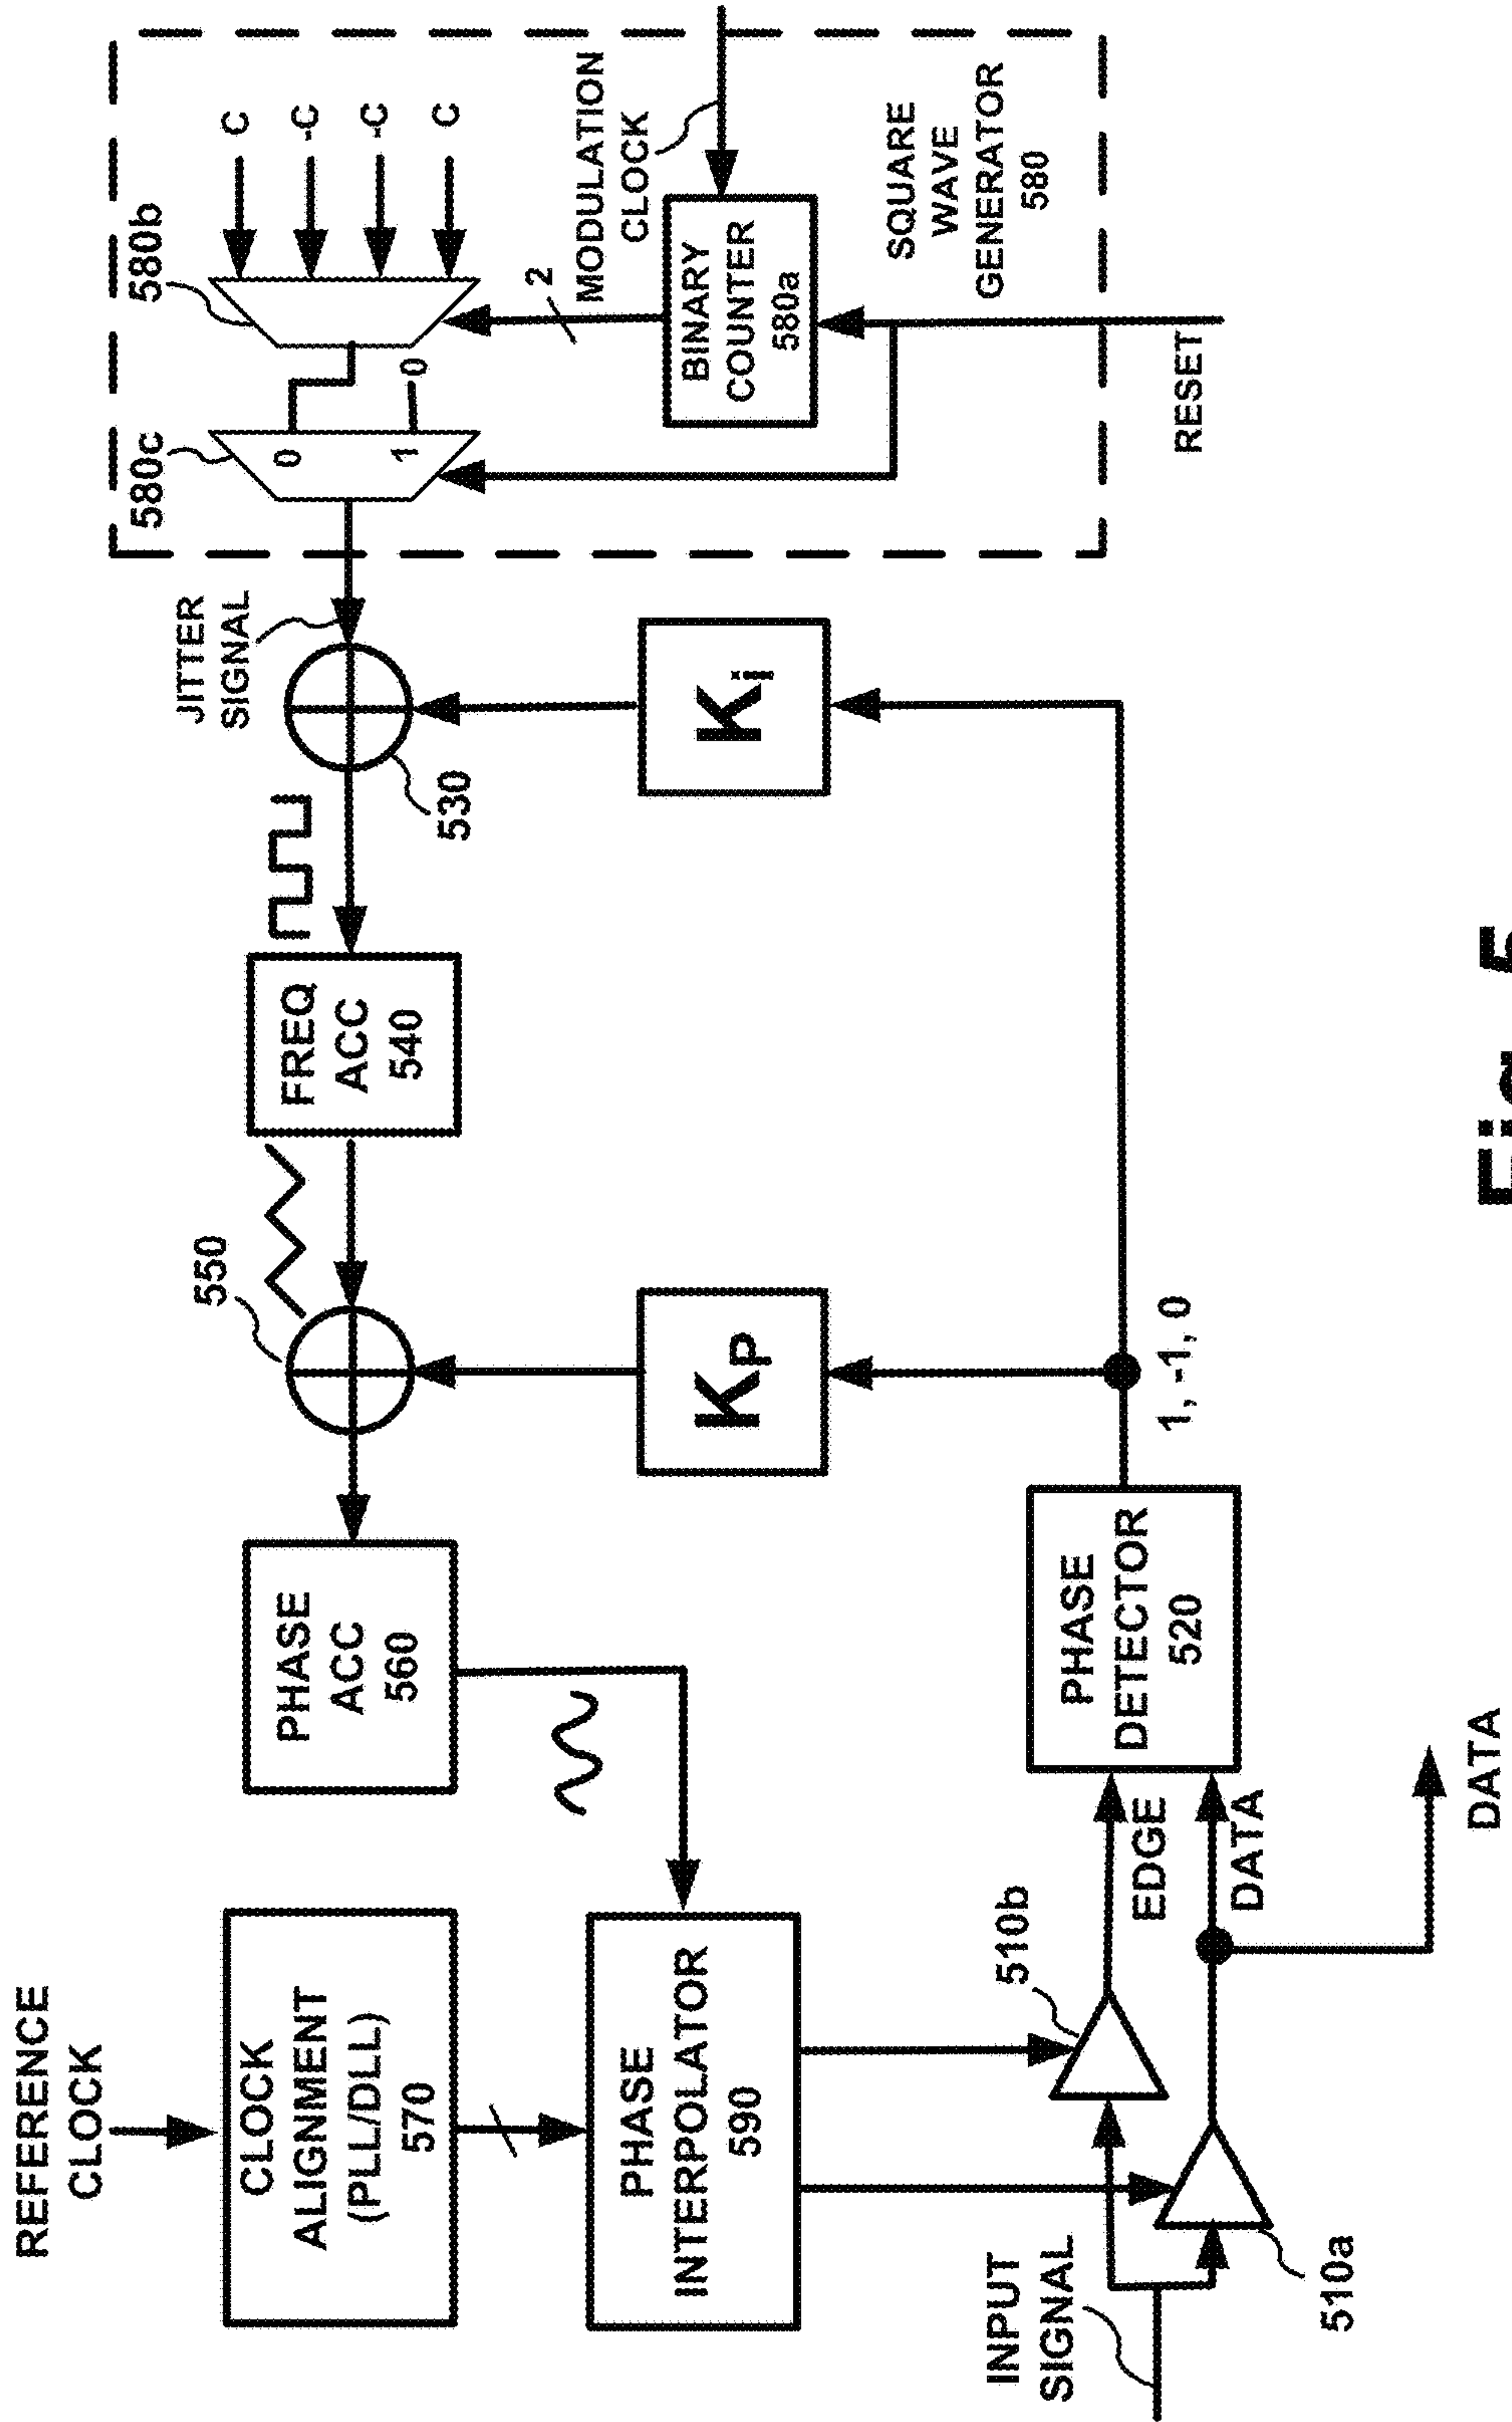 REFERENCE
CLOCK
CLOCK
ALIGNMENT
(PLL/DLL)
570
PHASE
INTERPOLATOR
590
INPUT
SIGNAL
510a
510b
EDGE
DATA
DATA
PHASE
DETECTOR
520
1, -1, 0
PHASE
ACC
560
550
KP
FREQ
ACC
540
530
Ki
JITTER
SIGNAL
580c
0
1
0
580b
C
-C
-C
C
2
MODULATION
CLOCK
BINARY
COUNTER
580a
SQUARE
WAVE
GENERATOR
580
RESET
Fig. 5